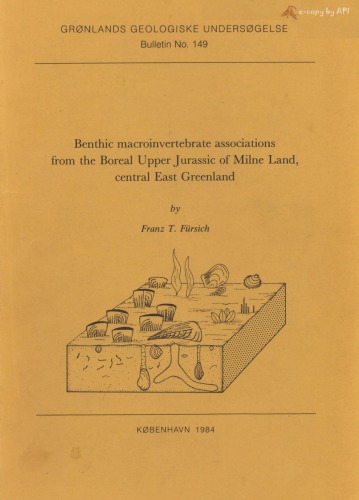 e-copy by API
GRØNLANDS GEOLOGISKE UNDERSØGELSE
Bulletin No. 149
Benthic macroinvertebrate associations
from the Boreal Upper Jurassic of Milne Land,
central East Greenland
by
Franz T. Fürsich
KØBENHAVN 1984